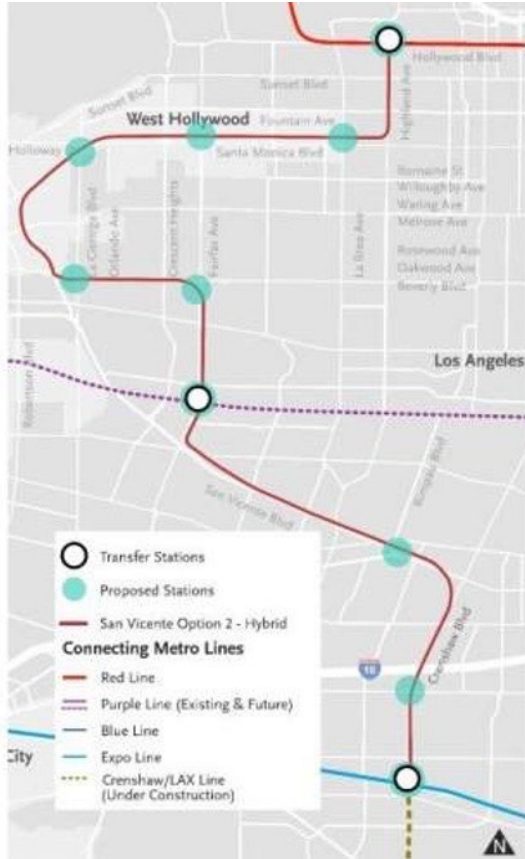 Hollywood Blvd
Sunset Blvd
Sunset Blvd
Highland Ave
Fountain Ave
West Hollywood
Holloway
Santa Monica Blvd
Romaine St
Willoughby Ave
Waring Ave
Melrose Ave
La Cienega Blvd
Orlando Ave
Crescent Heights
Fairfax Ave
La Brea Ave
Rosewood Ave
Oakwood Ave
Beverly Blvd
Los Angeles
Robertson Blvd
Rimpau Blvd
San Vicente Blvd
Transfer Stations
Proposed Stations
San Vicente Option 2 - Hybrid
Connecting Metro Lines
Red Line
Purple Line (Existing & Future)
Blue Line
Expo Line
Crenshaw/LAX Line
(Under Construction)
10
Crenshaw Blvd
City
N